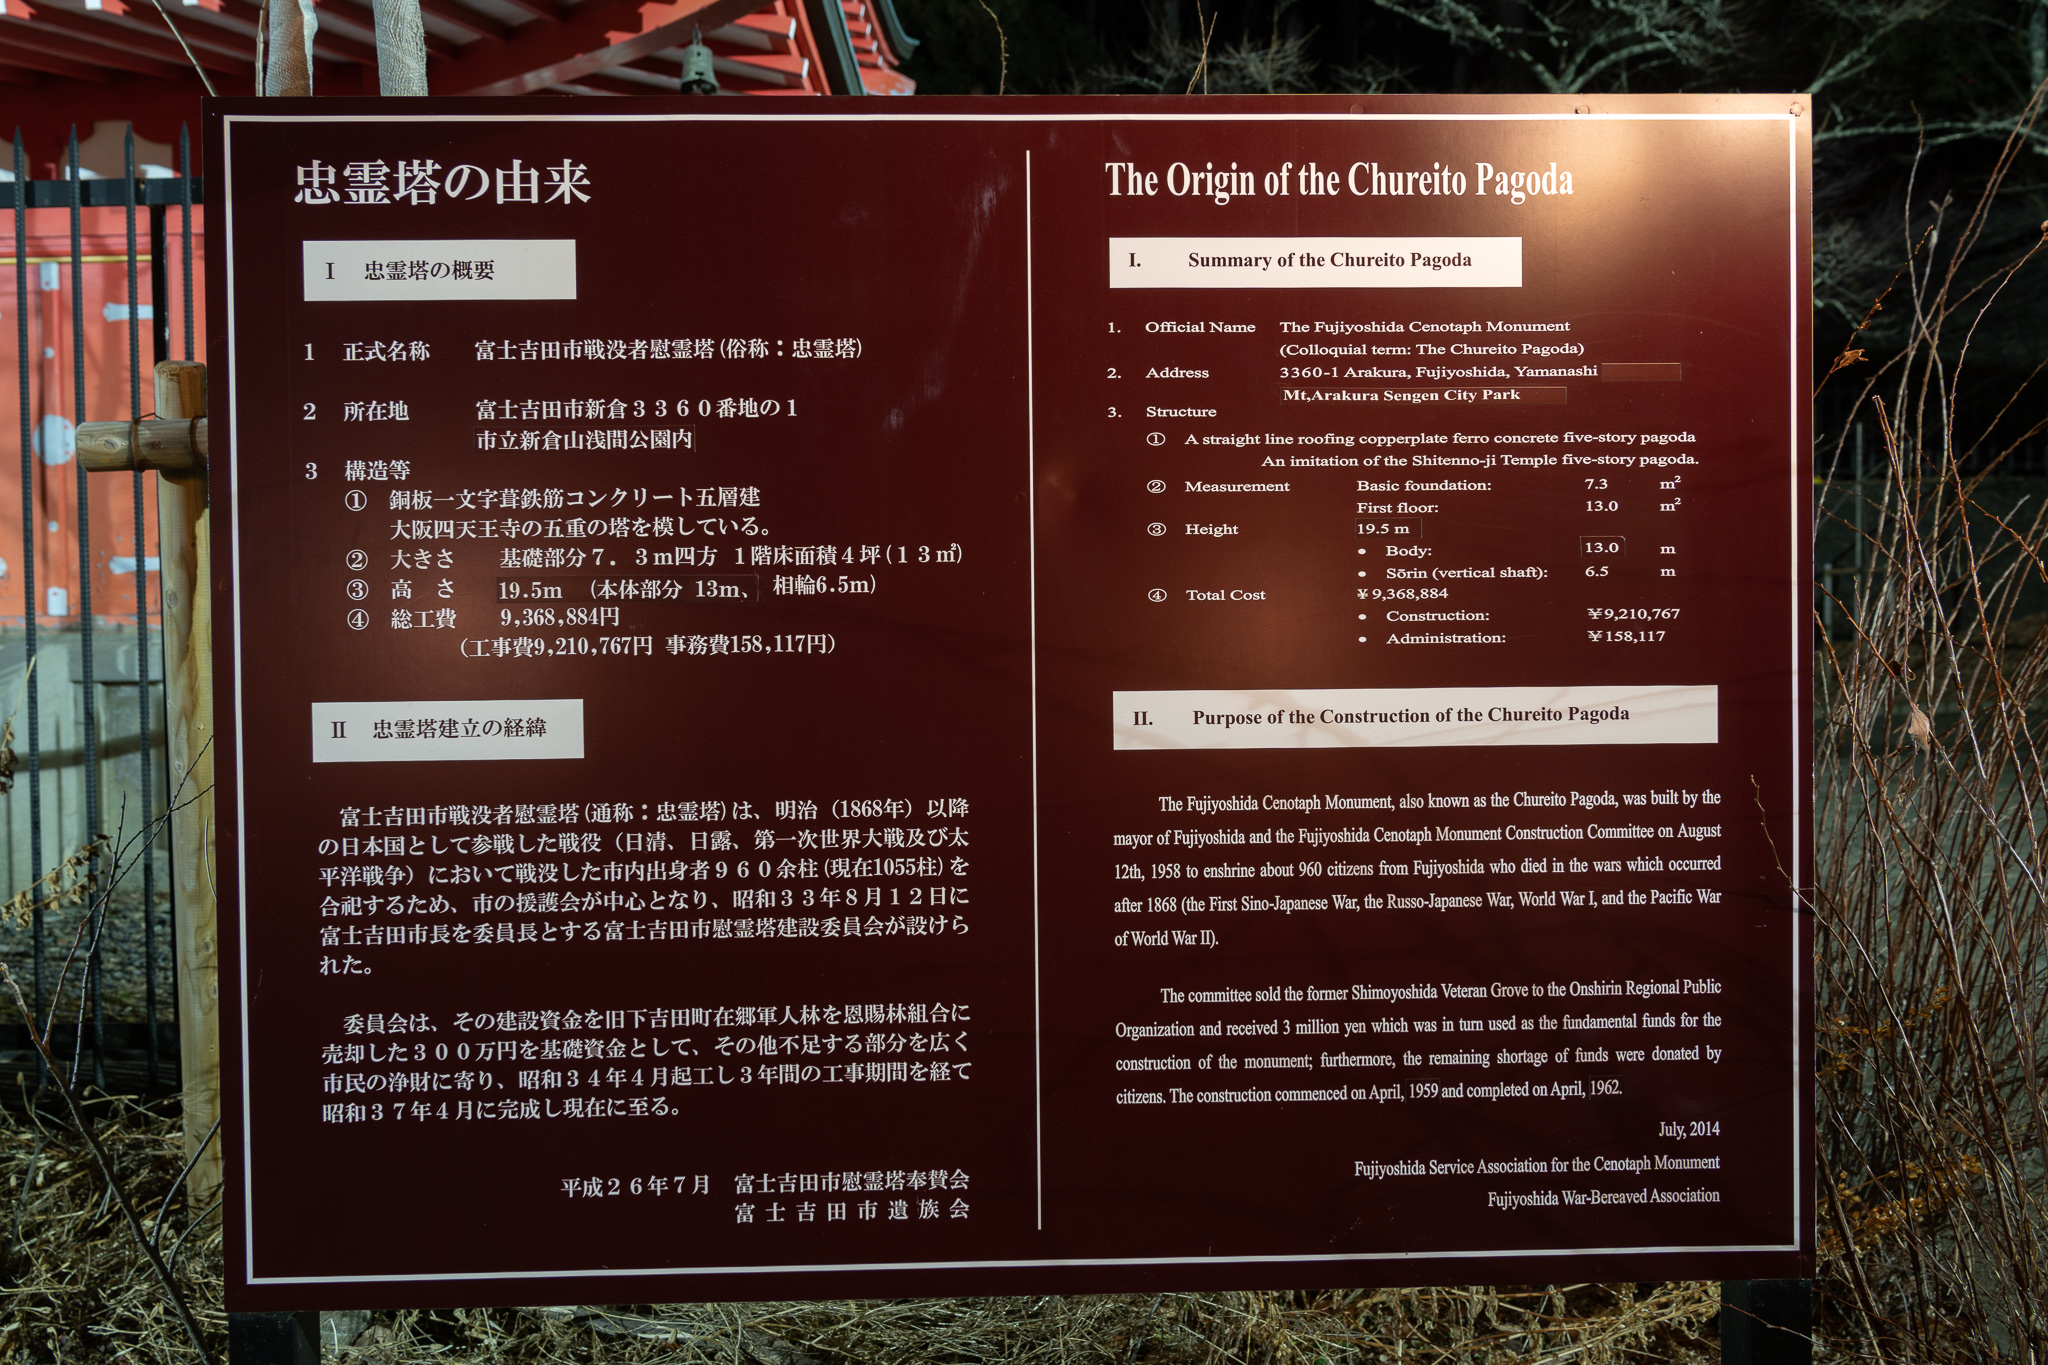 忠霊塔の由来
Ⅰ 忠霊塔の概要
1 正式名称 富士吉田市戦没者慰霊塔(俗称：忠霊塔)
2 所在地 富士吉田市新倉３３６０番地の１
市立新倉山浅間公園内
3 構造等
① 銅板一文字葺鉄筋コンクリート五層建
大阪四天王寺の五重の塔を模している。
② 大きさ 基礎部分７．３ｍ四方 １階床面積４坪(１３㎡)
③ 高さ 19.5m (本体部分 13m、 相輪6.5m)
④ 総工費 9,368,884円
(工事費9,210,767円 事務費158,117円)
Ⅱ 忠霊塔建立の経緯
富士吉田市戦没者慰霊塔(通称：忠霊塔)は、明治（1868年）以降
の日本国として参戦した戦役（日清、日露、第一次世界大戦及び太
平洋戦争）において戦没した市内出身者９６０余柱(現在1055柱)を
合祀するため、市の援護会が中心となり、昭和３３年８月１２日に
富士吉田市長を委員長とする富士吉田市慰霊塔建設委員会が設けら
れた。
委員会は、その建設資金を旧下吉田町在郷軍人林を恩賜林組合に
売却した３００万円を基礎資金として、その他不足する部分を広く
市民の浄財に寄り、昭和３４年４月起工し３年間の工事期間を経て
昭和３７年４月に完成し現在に至る。
平成２６年７月 富士吉田市慰霊塔奉賛会
富士吉田市遺族会
The Origin of the Chureito Pagoda
I. Summary of the Chureito Pagoda
1. Official Name The Fujiyoshida Cenotaph Monument
(Colloquial term: The Chureito Pagoda)
2. Address 3360-1 Arakura, Fujiyoshida, Yamanashi
Mt,Arakura Sengen City Park
3. Structure
① A straight line roofing copperplate ferro concrete five-story pagoda
An imitation of the Shitenno-ji Temple five-story pagoda.
② Measurement Basic foundation: 7.3 m²
First floor: 13.0 m²
③ Height 19.5 m
• Body: 13.0 m
• Sōrin (vertical shaft): 6.5 m
④ Total Cost ￥9,368,884
• Construction: ￥9,210,767
• Administration: ￥158,117
II. Purpose of the Construction of the Chureito Pagoda
The Fujiyoshida Cenotaph Monument, also known as the Chureito Pagoda, was built by the
mayor of Fujiyoshida and the Fujiyoshida Cenotaph Monument Construction Committee on August
12th, 1958 to enshrine about 960 citizens from Fujiyoshida who died in the wars which occurred
after 1868 (the First Sino-Japanese War, the Russo-Japanese War, World War I, and the Pacific War
of World War II).
The committee sold the former Shimoyoshida Veteran Grove to the Onshirin Regional Public
Organization and received 3 million yen which was in turn used as the fundamental funds for the
construction of the monument; furthermore, the remaining shortage of funds were donated by
citizens. The construction commenced on April, 1959 and completed on April, 1962.
July, 2014
Fujiyoshida Service Association for the Cenotaph Monument
Fujiyoshida War-Bereaved Association